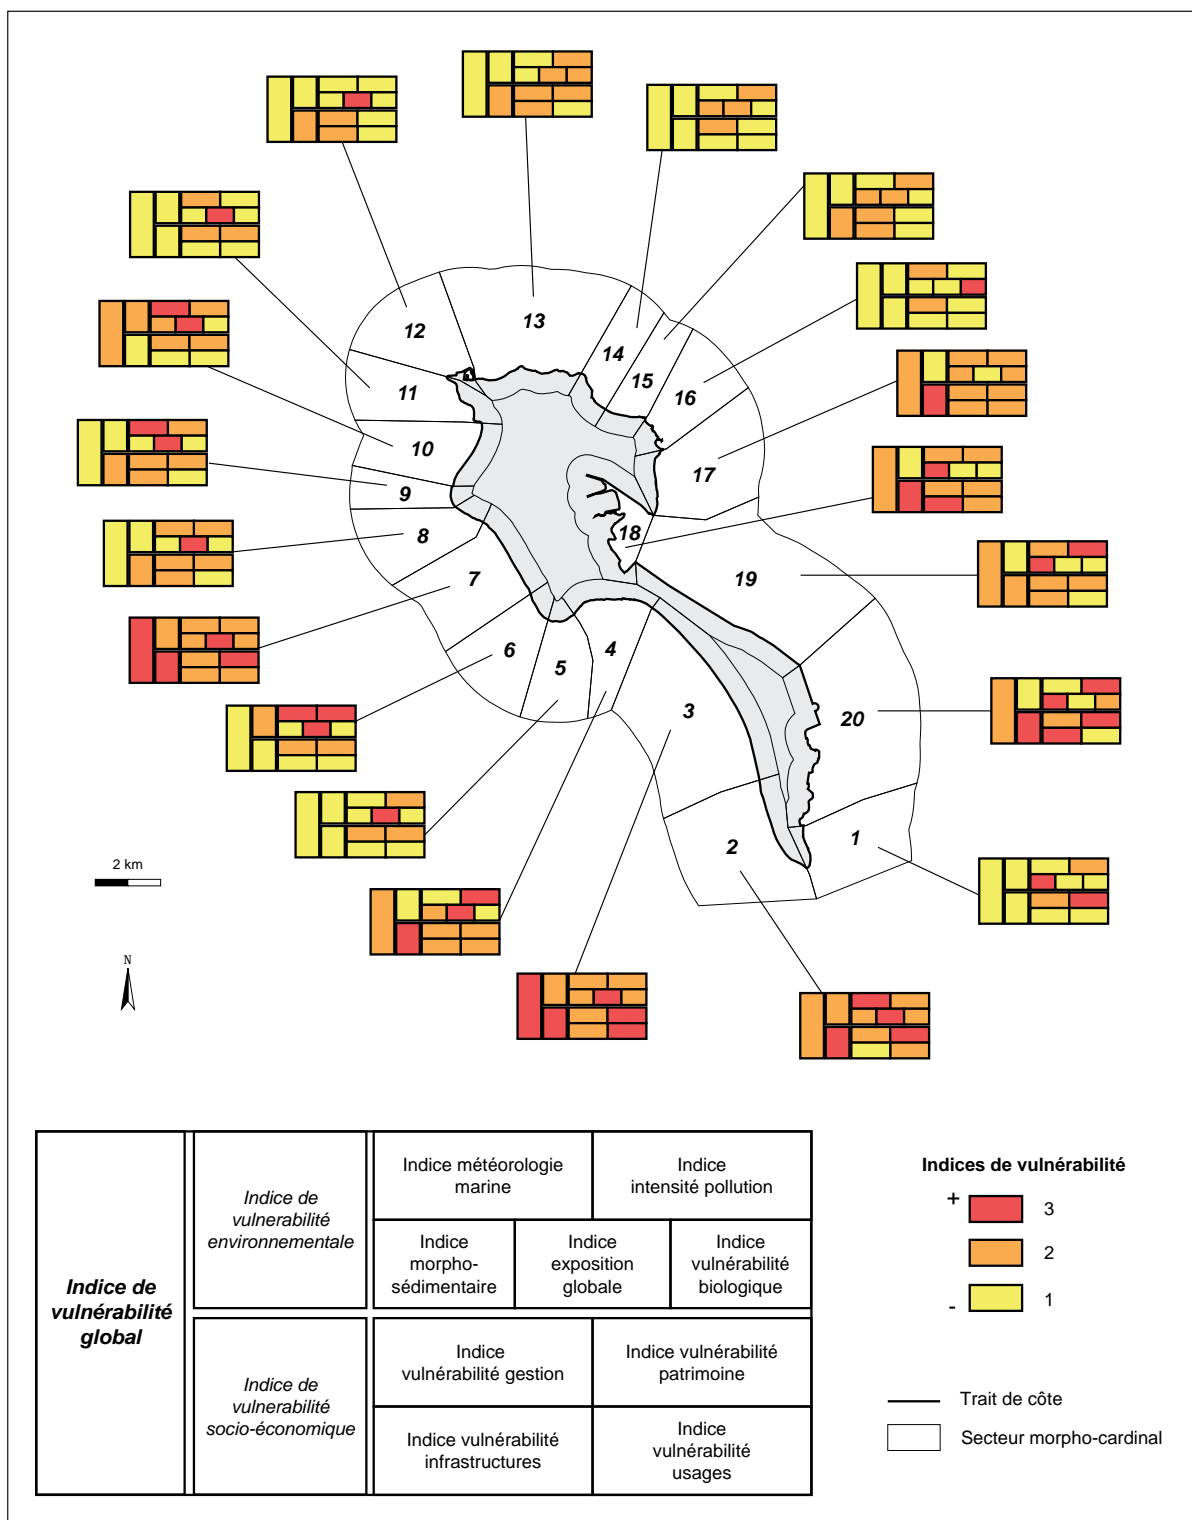 12
13
14
15
16
11
10
17
9
8
18
7
19
6
5
4
3
20
2
1
2 km
N
Indice de
vulnérabilité
global
Indice de
vulnerabilité
environnementale
Indice météorologie
marine
Indice
intensité pollution
Indice
morpho-
sédimentaire
Indice
exposition
globale
Indice
vulnérabilité
biologique
Indice de
vulnerabilité
socio-économique
Indice
vulnérabilité gestion
Indice vulnérabilité
patrimoine
Indice vulnérabilité
infrastructures
Indice
vulnérabilité
usages
Indices de vulnérabilité
+
3
2
-
1
Trait de côte
Secteur morpho-cardinal